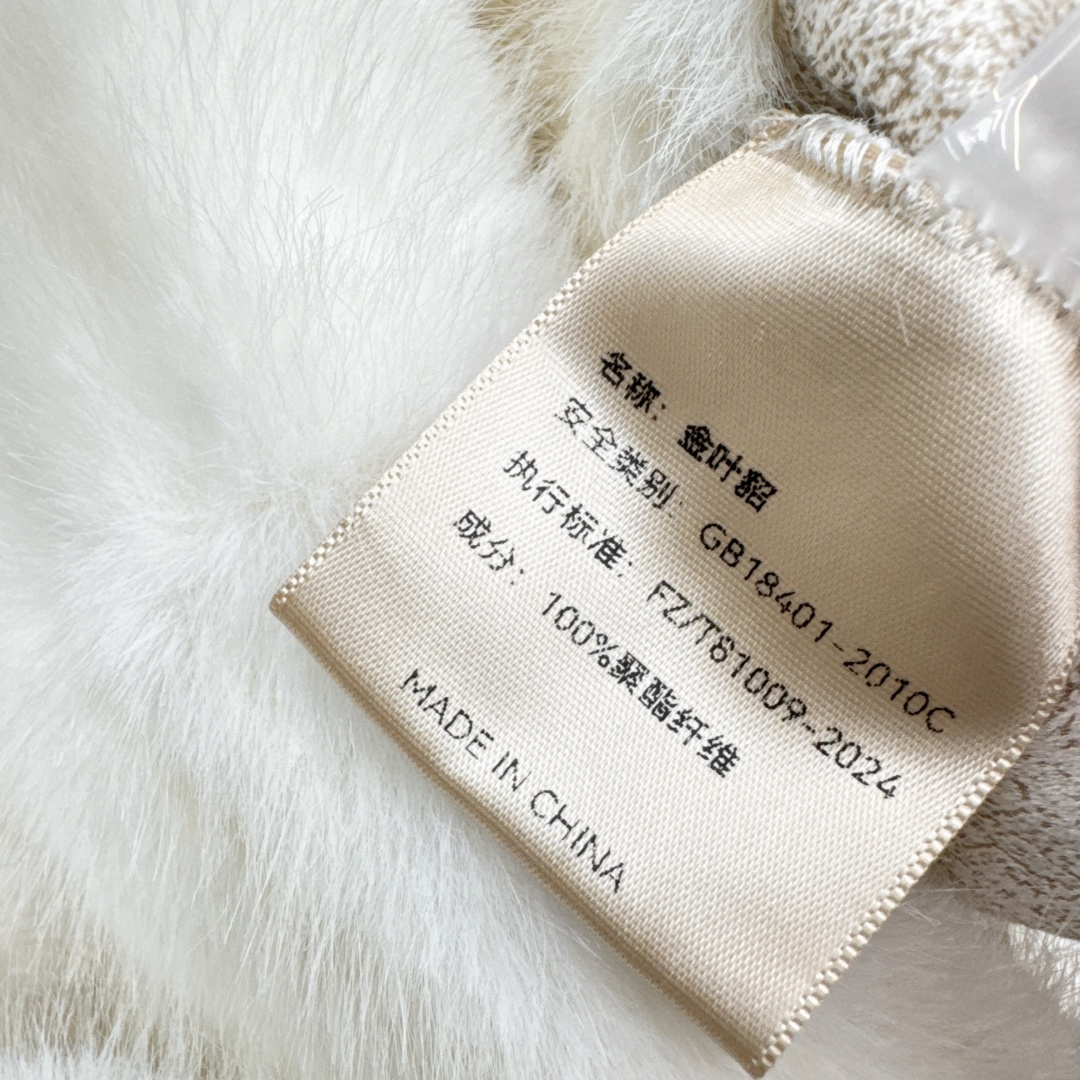 名称：金叶貂
安全类别：GB18401-2010C
执行标准：FZ/T81009-2024
成分：100%聚酯纤维
MADE IN CHINA